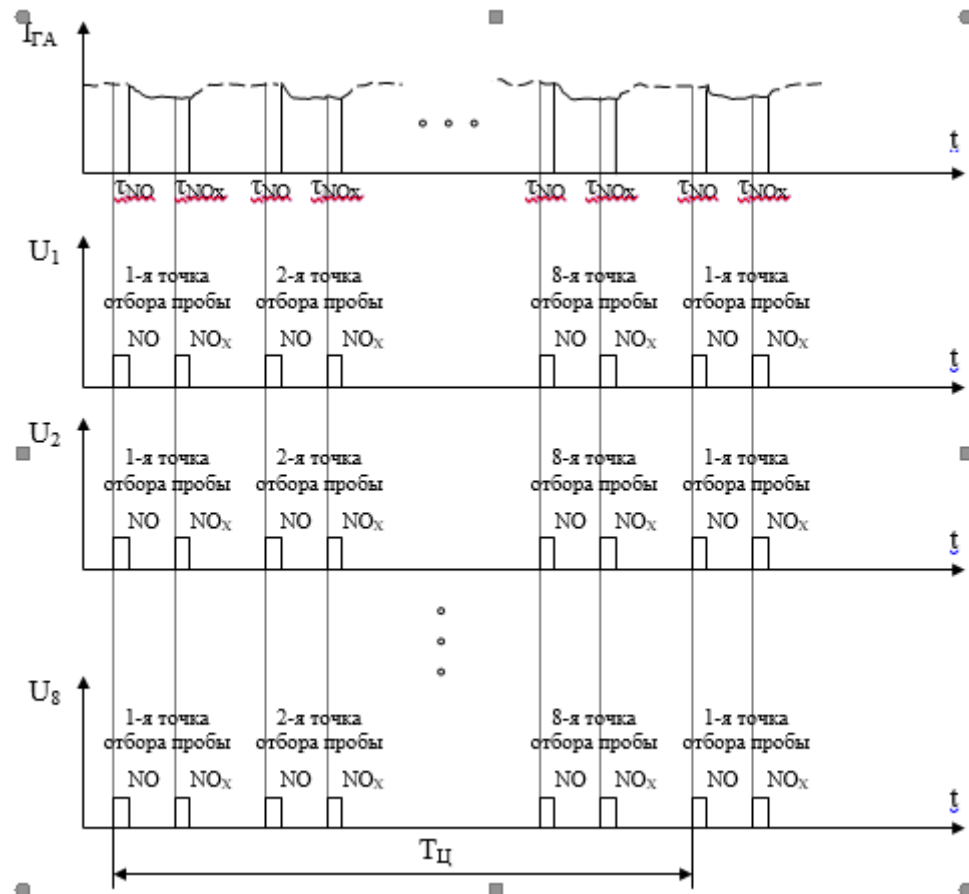 I_ГА
t
τNO τNOx τNO τNOx τNO τNOx τNO τNOx
U₁
1-я точка 2-я точка 8-я точка 1-я точка
отбора пробы отбора пробы отбора пробы отбора пробы
NO NOₓ NO NOₓ NO NOₓ NO NOₓ
t
U₂
1-я точка 2-я точка 8-я точка 1-я точка
отбора пробы отбора пробы отбора пробы отбора пробы
NO NOₓ NO NOₓ NO NOₓ NO NOₓ
t
U₈
1-я точка 2-я точка 8-я точка 1-я точка
отбора пробы отбора пробы отбора пробы отбора пробы
NO NOₓ NO NOₓ NO NOₓ NO NOₓ
t
T_Ц